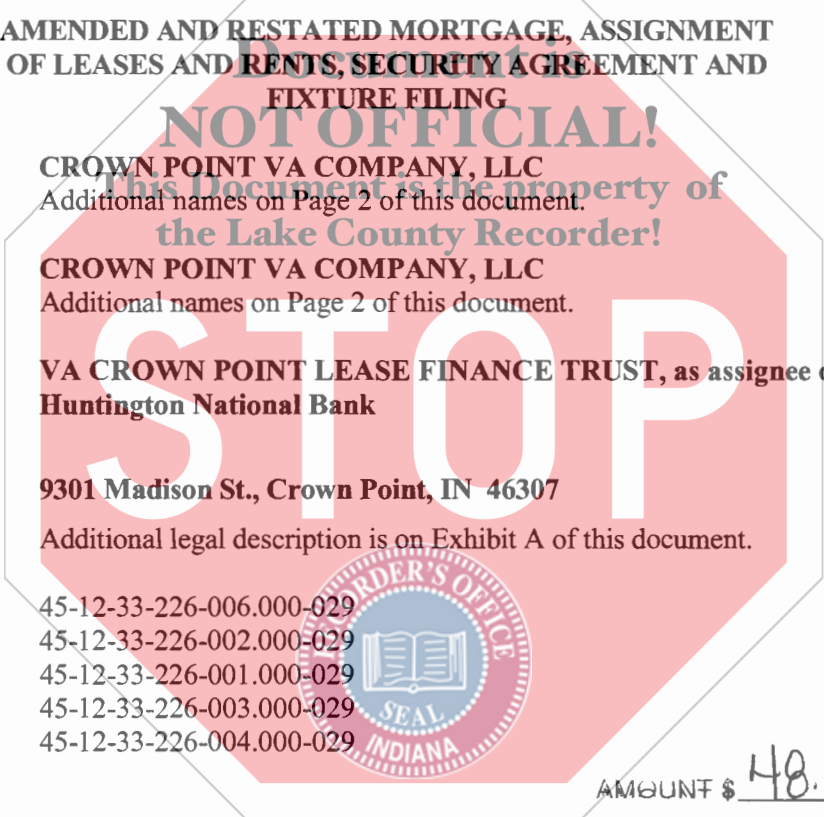 AMENDED AND RESTATED MORTGAGE, ASSIGNMENT
OF LEASES AND RENTS, SECURITY AGREEMENT AND
FIXTURE FILING
Document is
NOT OFFICIAL!
This Document is the property of
the Lake County Recorder!
STOP
CROWN POINT VA COMPANY, LLC
Additional names on Page 2 of this document.
CROWN POINT VA COMPANY, LLC
Additional names on Page 2 of this document.
VA CROWN POINT LEASE FINANCE TRUST, as assignee
Huntington National Bank
9301 Madison St., Crown Point, IN 46307
Additional legal description is on Exhibit A of this document.
45-12-33-226-006.000-029
45-12-33-226-002.000-029
45-12-33-226-001.000-029
45-12-33-226-003.000-029
45-12-33-226-004.000-029
RECORDER'S OFFICE
SEAL
INDIANA
AMOUNT $ 48.